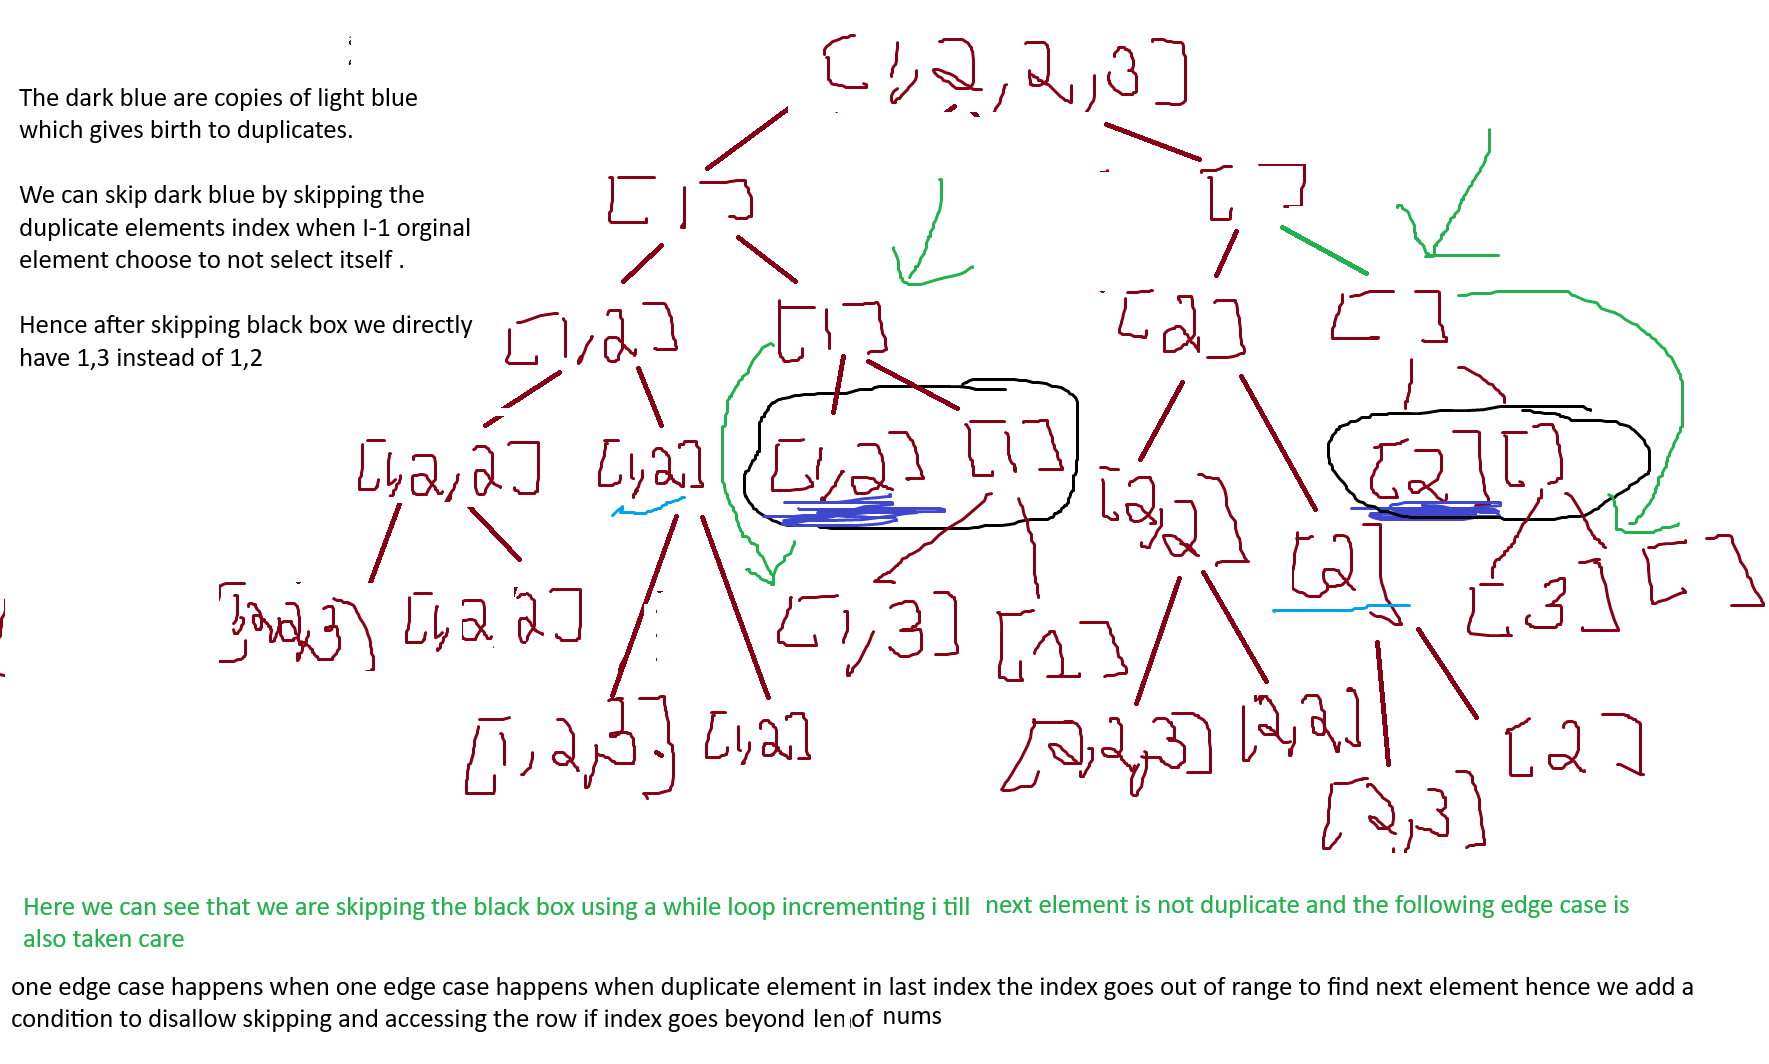 [1,2,2,3]
The dark blue are copies of light blue
which gives birth to duplicates.
We can skip dark blue by skipping the
duplicate elements index when I-1 orginal
element choose to not select itself .
Hence after skipping black box we directly
have 1,3 instead of 1,2
[1] [ ]
[1,2] [1] [2] [ ]
[1,2,2] [1,2] [1,2] [1] [2,2] [2] [2] [ ]
[1,2,2,3] [1,2 2] [1,3] [1] [3] [ ]
[1,2,3] [1,2] [2,2,3] [2,2] [2,3] [2]
Here we can see that we are skipping the black box using a while loop incrementing i till next element is not duplicate and the following edge case is
also taken care
one edge case happens when one edge case happens when duplicate element in last index the index goes out of range to find next element hence we add a
condition to disallow skipping and accessing the row if index goes beyond len of nums